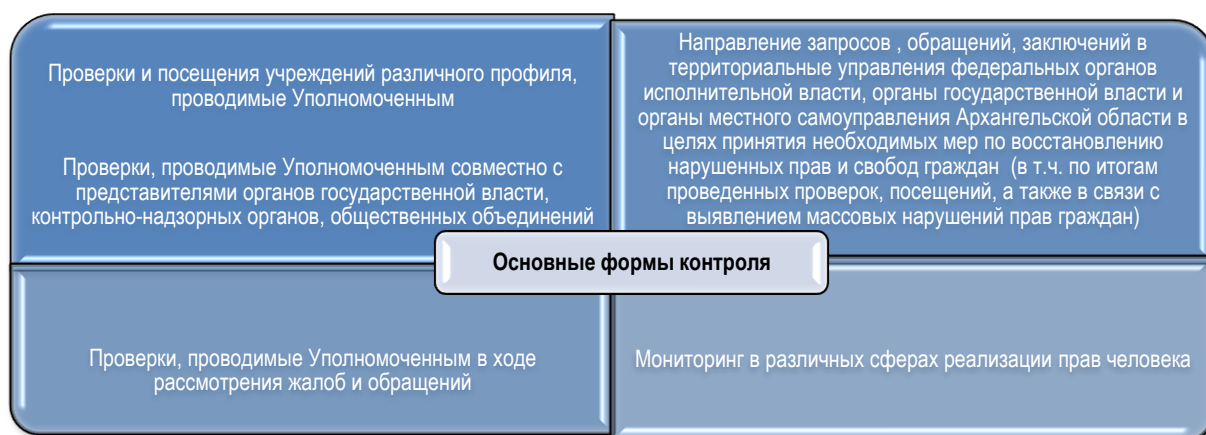 Проверки и посещения учреждений различного профиля,
проводимые Уполномоченным
Проверки, проводимые Уполномоченным совместно с
представителями органов государственной власти,
контрольно-надзорных органов, общественных объединений
Направление запросов , обращений, заключений в
территориальные управления федеральных органов
исполнительной власти, органы государственной власти и
органы местного самоуправления Архангельской области в
целях принятия необходимых мер по восстановлению
нарушенных прав и свобод граждан (в т.ч. по итогам
проведенных проверок, посещений, а также в связи с
выявлением массовых нарушений прав граждан)
Основные формы контроля
Проверки, проводимые Уполномоченным в ходе
рассмотрения жалоб и обращений
Мониторинг в различных сферах реализации прав человека